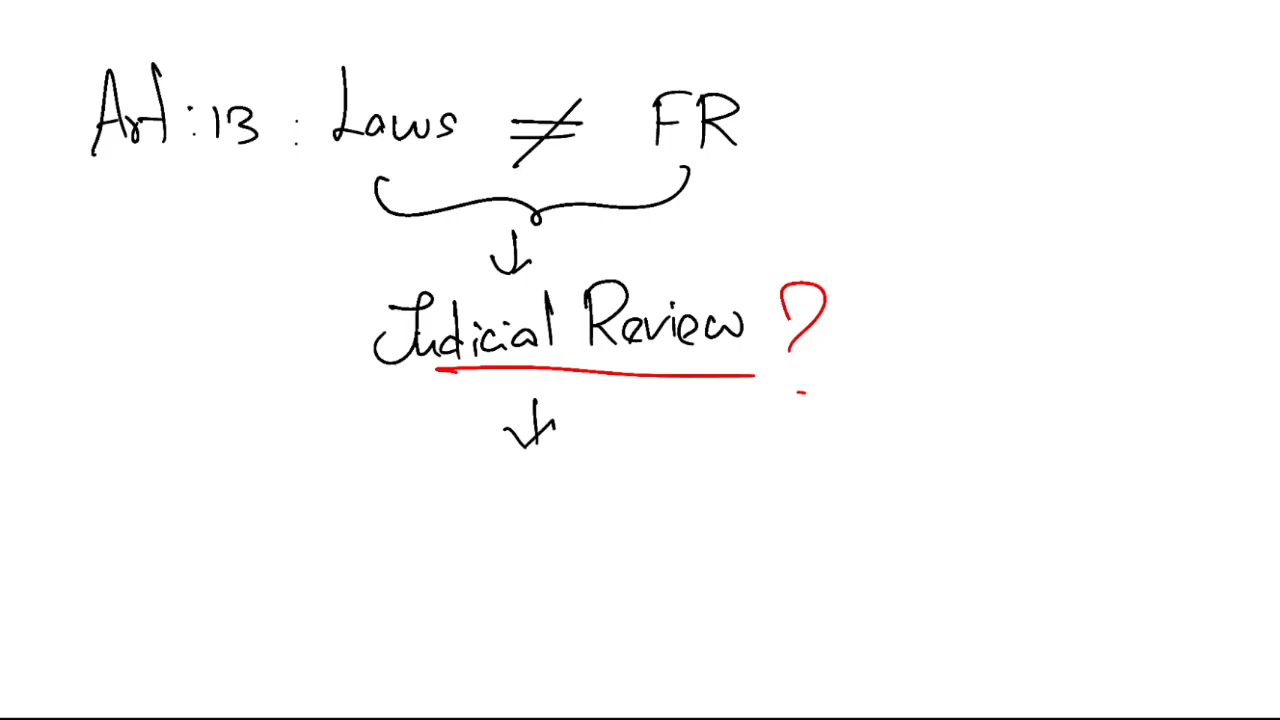 Art : 13 : Laws ≠ FR
↓
Judicial Review ?
↓